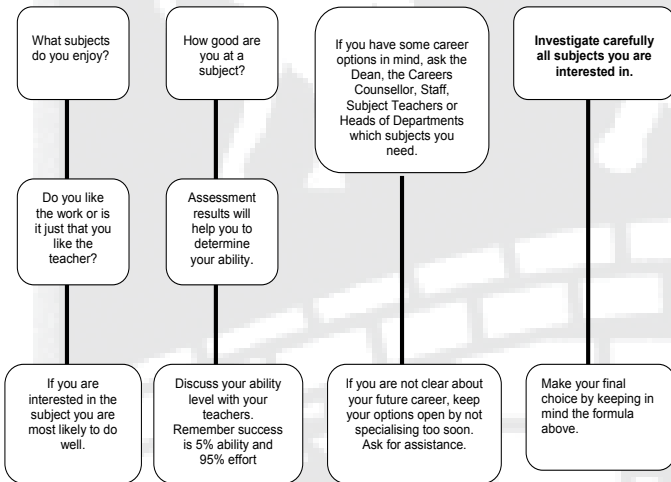 What subjects
do you enjoy?
Do you like
the work or is
it just that you
like the
teacher?
If you are
interested in the
subject you are
most likely to do
well.
How good are
you at a
subject?
Assessment
results will
help you to
determine
your ability.
Discuss your ability
level with your
teachers.
Remember success
is 5% ability and
95% effort
If you have some career
options in mind, ask the
Dean, the Careers
Counsellor, Staff,
Subject Teachers or
Heads of Departments
which subjects you
need.
If you are not clear about
your future career, keep
your options open by not
specialising too soon.
Ask for assistance.
Investigate carefully
all subjects you are
interested in.
Make your final
choice by keeping in
mind the formula
above.